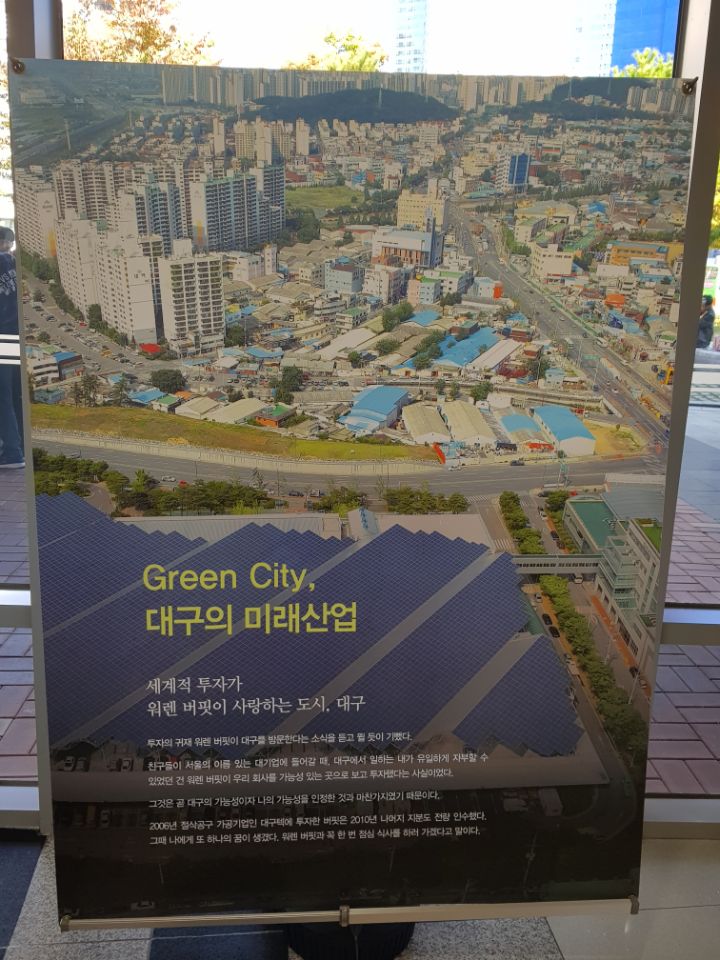 Green City,
대구의 미래산업
세계적 투자가
워렌 버핏이 사랑하는 도시, 대구
투자의 귀재 워렌 버핏이 대구를 방문한다는 소식을 듣고 뛸 듯이 기뻤다.
친구들이 서울의 이름 있는 대기업에 들어갈 때, 대구에서 일하는 내가 유일하게 자부할 수
있었던 건 워렌 버핏이 우리 회사를 가능성 있는 곳으로 보고 투자했다는 사실이었다.
그것은 곧 대구의 가능성이자 나의 가능성을 인정한 것과 마찬가지였기 때문이다.
2006년 절삭공구 가공기업인 대구텍에 투자한 버핏은 2010년 나머지 지분도 전량 인수했다.
그때 나에게 또 하나의 꿈이 생겼다. 워렌 버핏과 꼭 한 번 점심 식사를 하러 가겠다고 말이다.